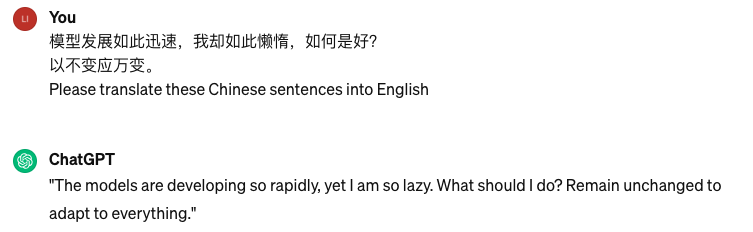 LI
You
模型发展如此迅速，我却如此懒惰，如何是好？
以不变应万变。
Please translate these Chinese sentences into English
ChatGPT
"The models are developing so rapidly, yet I am so lazy. What should I do? Remain unchanged to
adapt to everything."